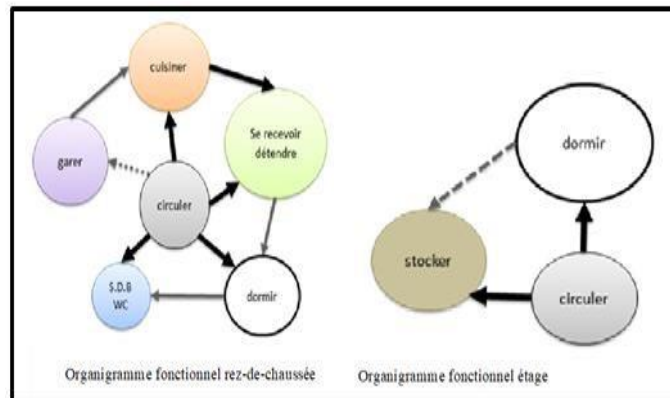 cuisiner
Se recevoir
détendre
garer
circuler
S.D.B
WC
dormir
Organigramme fonctionnel rez-de-chaussée
dormir
stocker
circuler
Organigramme fonctionnel étage